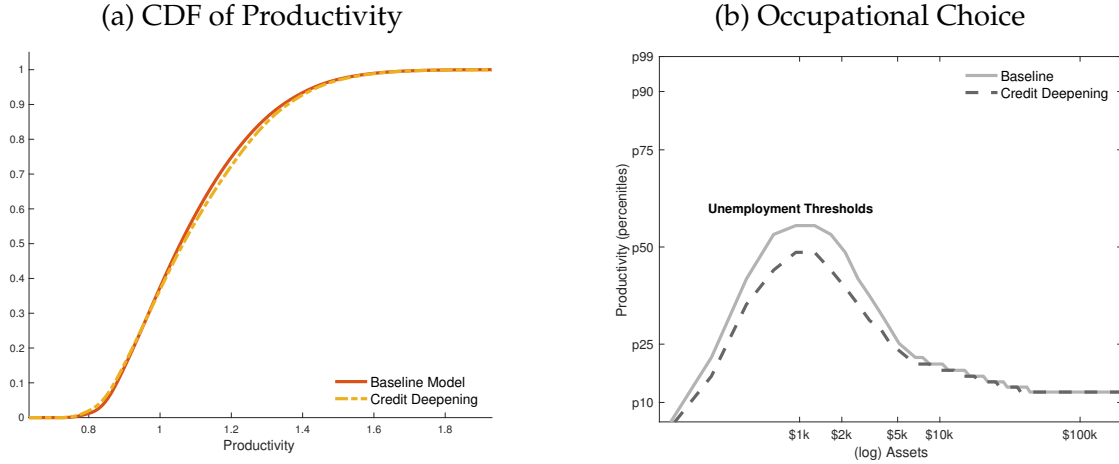 (a) CDF of Productivity
1
0.9
0.8
0.7
0.6
0.5
0.4
0.3
0.2
0.1
0
0.8
1
1.2
1.4
1.6
1.8
Productivity
Baseline Model
Credit Deepening
(b) Occupational Choice
p99
p90
p75
p50
p25
p10
Productivity (percenitles)
Baseline
Credit Deepening
Unemployment Thresholds
$1k
$2k
$5k
$10k
$100k
(log) Assets